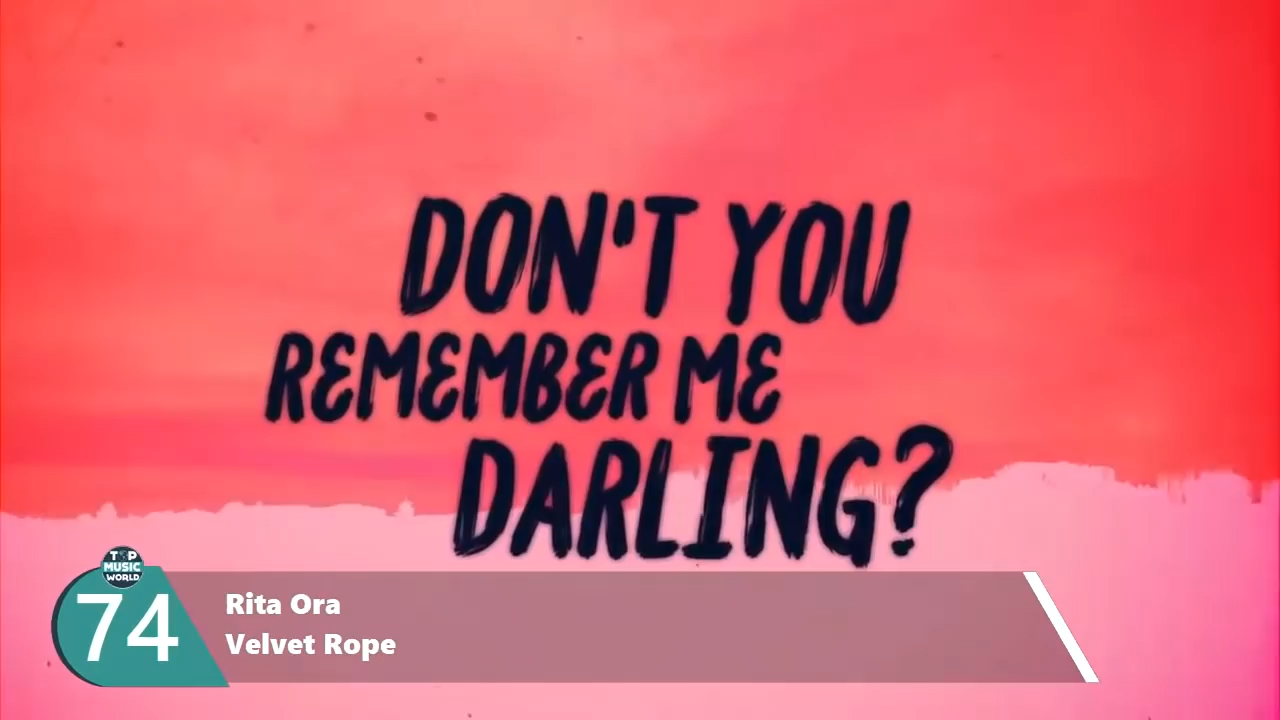 DON'T YOU
REMEMBER ME
DARLING?
TOP
MUSIC
WORLD
74
Rita Ora
Velvet Rope